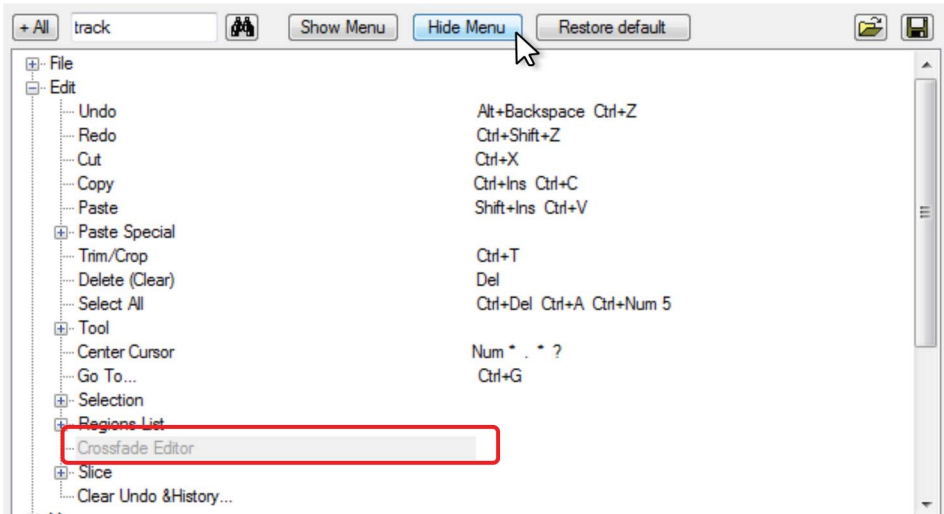 + All track Show Menu Hide Menu Restore default
File
Edit
Undo Alt+Backspace Ctrl+Z
Redo Ctrl+Shift+Z
Cut Ctrl+X
Copy Ctrl+Ins Ctrl+C
Paste Shift+Ins Ctrl+V
Paste Special
Trim/Crop Ctrl+T
Delete (Clear) Del
Select All Ctrl+Del Ctrl+A Ctrl+Num 5
Tool
Center Cursor Num * . * ?
Go To... Ctrl+G
Selection
Regions List
Crossfade Editor
Slice
Clear Undo &History...